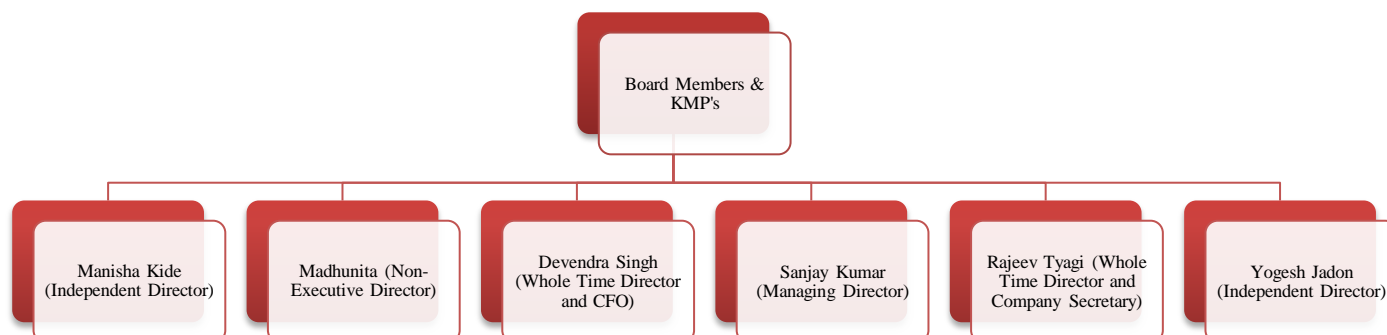 Board Members &
KMP's
Manisha Kide
(Independent Director)
Madhunita (Non-
Executive Director)
Devendra Singh
(Whole Time Director
and CFO)
Sanjay Kumar
(Managing Director)
Rajeev Tyagi (Whole
Time Director and
Company Secretary)
Yogesh Jadon
(Independent Director)